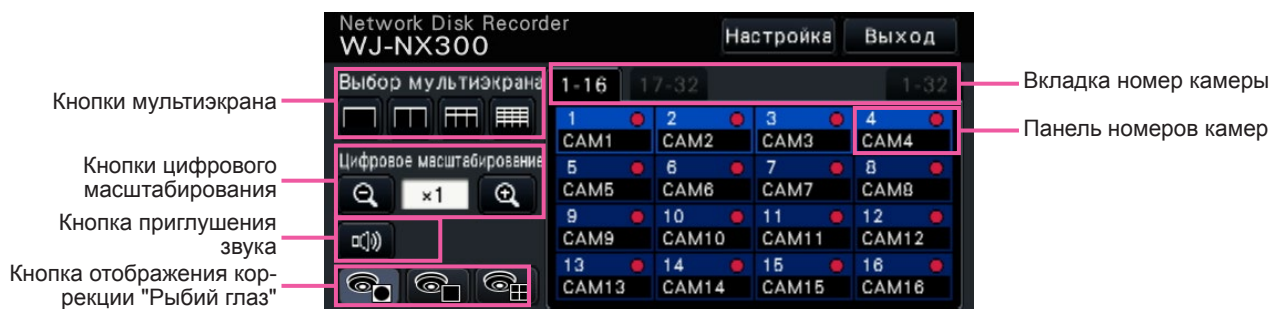 Network Disk Recorder
WJ-NX300
Настройка
Выход
Выбор мультиэкрана
1-16
17-32
1-32
Кнопки мультиэкрана
Вкладка номер камеры
Панель номеров камер
1
2
3
4
CAM1
CAM2
CAM3
CAM4
Кнопки цифрового
масштабирования
Цифровое масштабирование
×1
5
6
7
8
CAM5
CAM6
CAM7
CAM8
Кнопка приглушения
звука
9
10
11
12
CAM9
CAM10
CAM11
CAM12
Кнопка отображения кор-
рекции "Рыбий глаз"
13
14
15
16
CAM13
CAM14
CAM15
CAM16